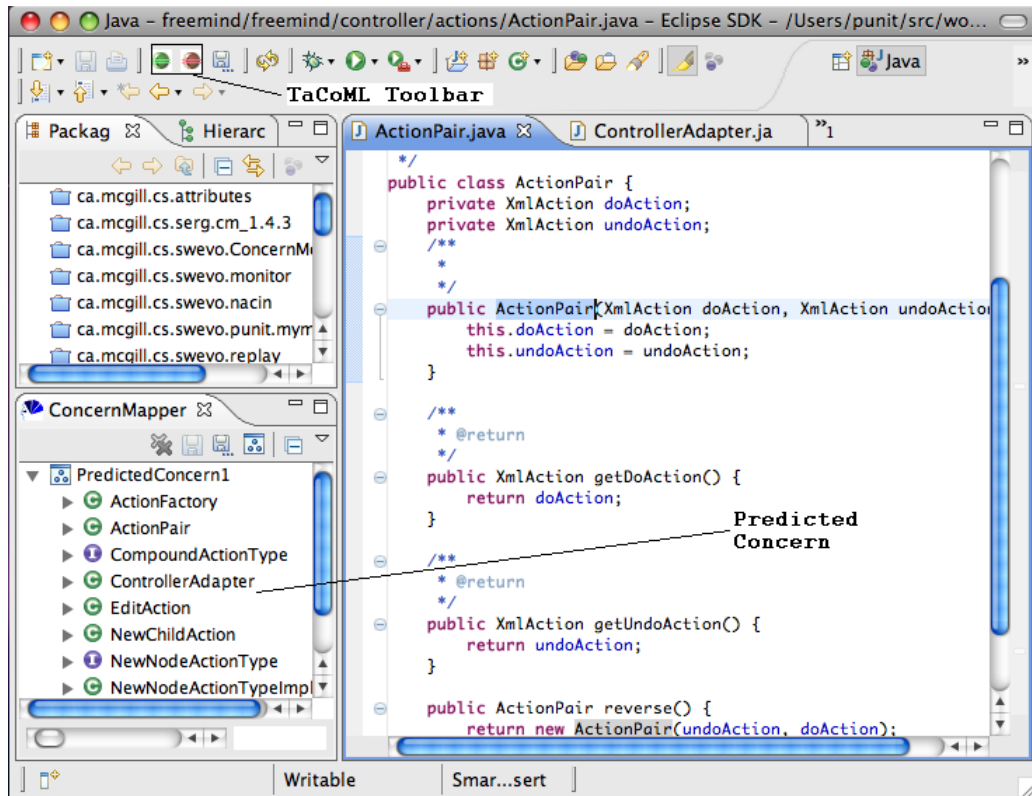 Java - freemind/freemind/controller/actions/ActionPair.java - Eclipse SDK - /Users/punit/src/wo...
Java
»
TaCoML Toolbar
Packag
Hierarc
ca.mcgill.cs.attributes
ca.mcgill.cs.serg.cm_1.4.3
ca.mcgill.cs.swevo.ConcernM
ca.mcgill.cs.swevo.monitor
ca.mcgill.cs.swevo.nacin
ca.mcgill.cs.swevo.punit.mym
ca.mcgill.cs.swevo.replay
ConcernMapper
PredictedConcern1
ActionFactory
ActionPair
CompoundActionType
ControllerAdapter
EditAction
NewChildAction
NewNodeActionType
NewNodeActionTypeImpl
ActionPair.java
ControllerAdapter.ja
»1
*/
public class ActionPair {
private XmlAction doAction;
private XmlAction undoAction;
/**
*
*/
public ActionPair(XmlAction doAction, XmlAction undoAction
this.doAction = doAction;
this.undoAction = undoAction;
}
/**
* @return
*/
public XmlAction getDoAction() {
return doAction;
}
Predicted
Concern
/**
* @return
*/
public XmlAction getUndoAction() {
return undoAction;
}
public ActionPair reverse() {
return new ActionPair(undoAction, doAction);
Writable
Smar...sert